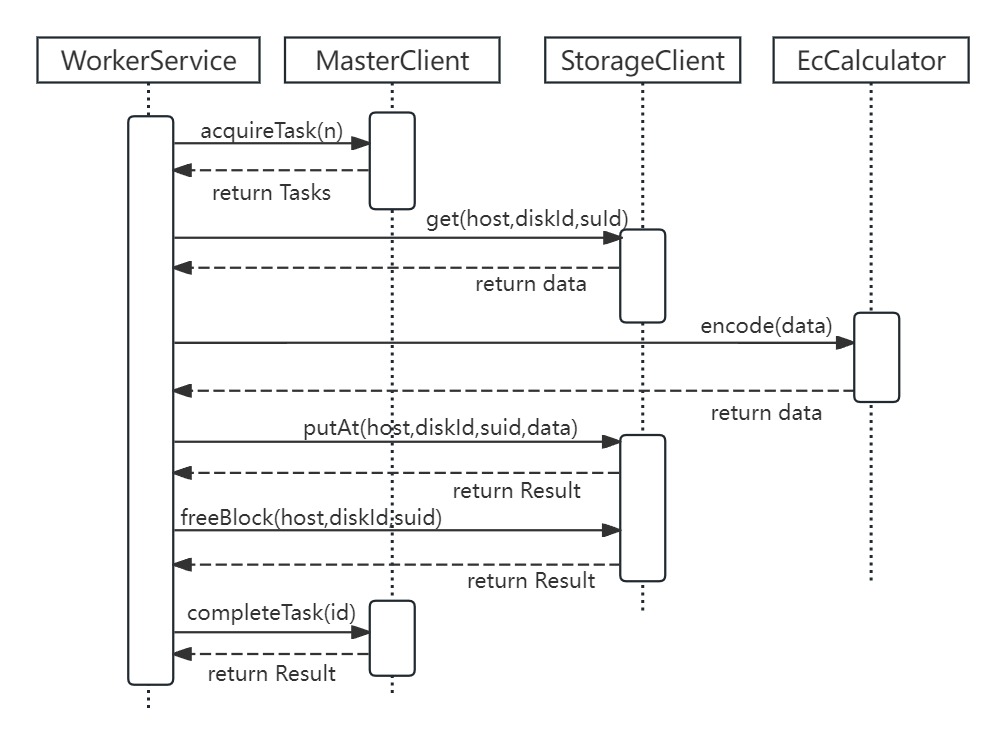 WorkerService
MasterClient
StorageClient
EcCalculator
acquireTask(n)
return Tasks
get(host,diskId,suId)
return data
encode(data)
return data
putAt(host,diskId,suid,data)
return Result
freeBlock(host,diskId,suid)
return Result
completeTask(id)
return Result